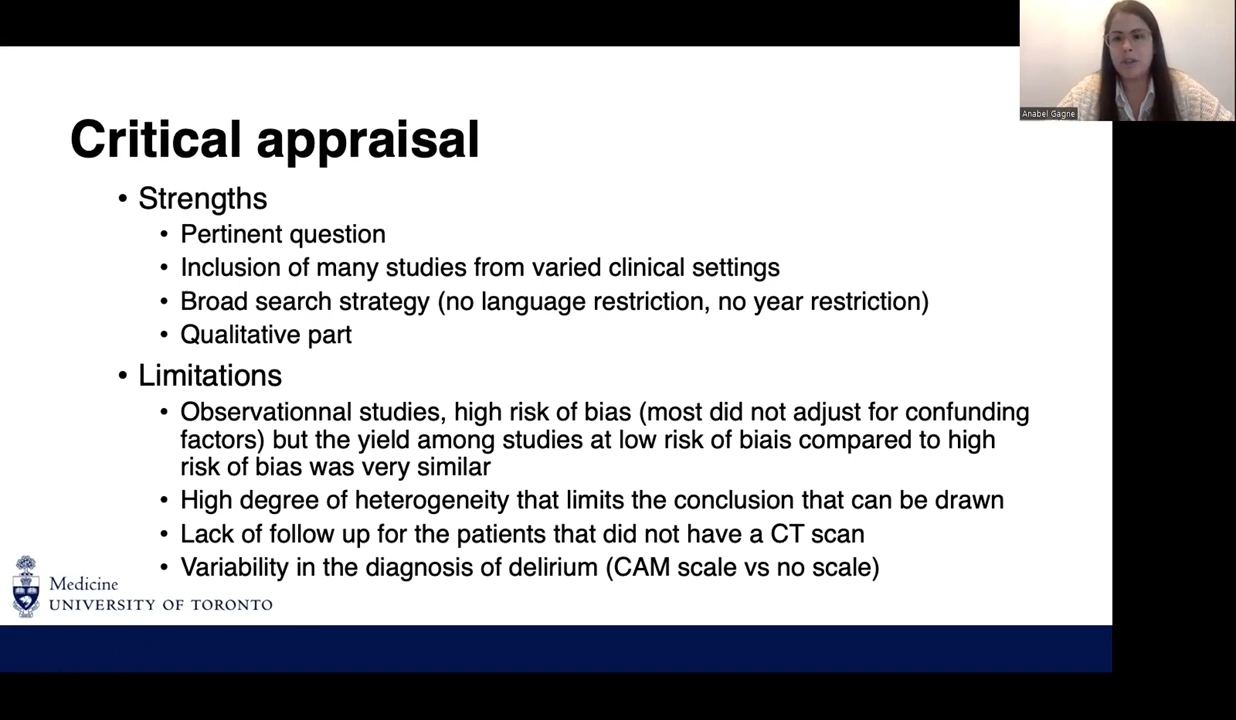 Anabel Gagne
Critical appraisal
• Strengths
• Pertinent question
• Inclusion of many studies from varied clinical settings
• Broad search strategy (no language restriction, no year restriction)
• Qualitative part
• Limitations
• Observationnal studies, high risk of bias (most did not adjust for confunding
factors) but the yield among studies at low risk of biais compared to high
risk of bias was very similar
• High degree of heterogeneity that limits the conclusion that can be drawn
• Lack of follow up for the patients that did not have a CT scan
• Variability in the diagnosis of delirium (CAM scale vs no scale)
Medicine
UNIVERSITY OF TORONTO